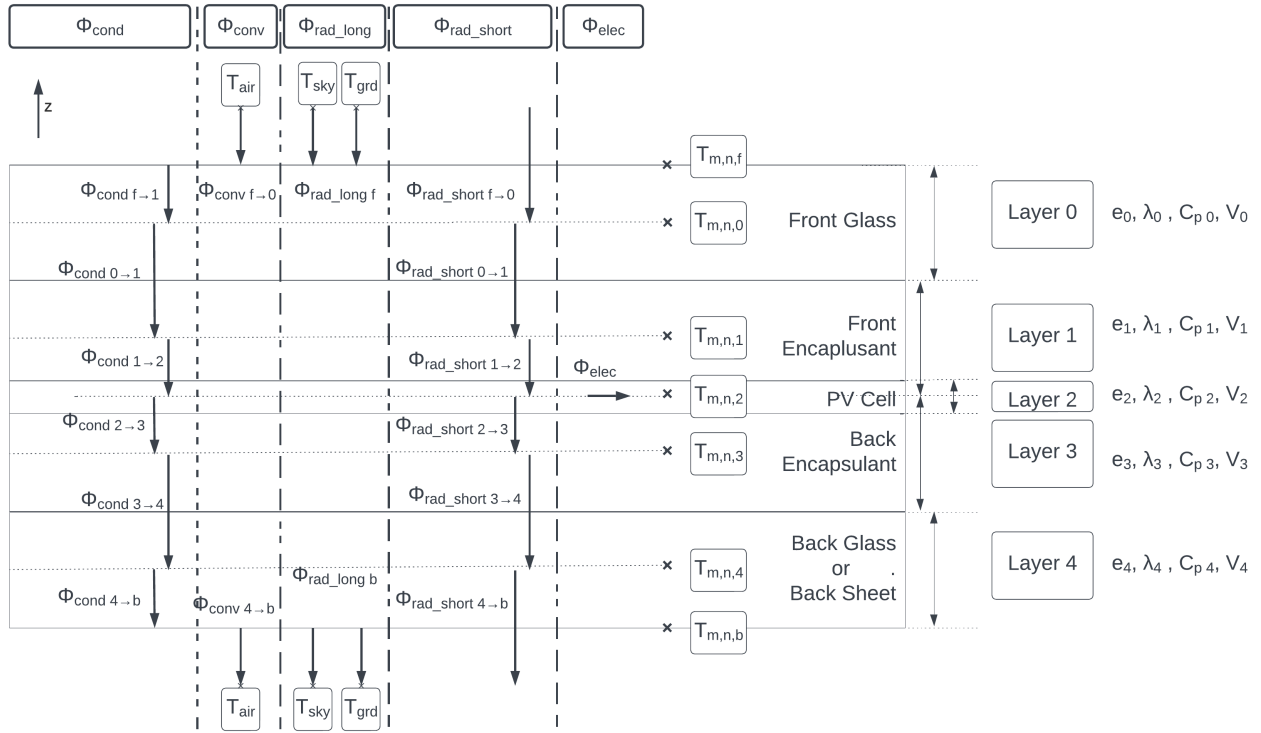 Φcond Φconv Φrad_long Φrad_short Φelec
z
Tair Tsky Tgrd
Tm,n,f
Φcond f→1 Φconv f→0 Φrad_long f Φrad_short f→0
Tm,n,0 Front Glass Layer 0 e0, λ0 , Cp 0, V0
Φcond 0→1 Φrad_short 0→1
Tm,n,1 Front
Encaplusant Layer 1 e1, λ1 , Cp 1, V1
Φcond 1→2 Φrad_short 1→2 Φelec
Tm,n,2 PV Cell Layer 2 e2, λ2 , Cp 2, V2
Φcond 2→3 Φrad_short 2→3
Tm,n,3 Back
Encapsulant Layer 3 e3, λ3 , Cp 3, V3
Φcond 3→4 Φrad_short 3→4
Back Glass
Tm,n,4 or . Layer 4 e4, λ4 , Cp 4, V4
Back Sheet
Φrad_long b
Φcond 4→b Φconv 4→b Φrad_short 4→b
Tm,n,b
Tair Tsky Tgrd